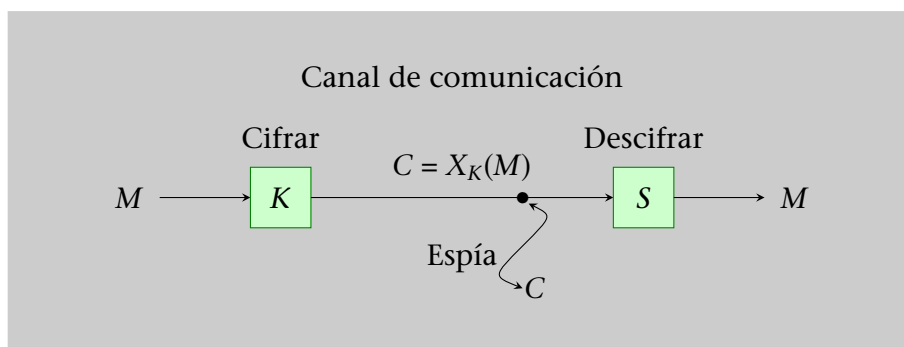 Canal de comunicación
Cifrar
Descifrar
C = X_K(M)
M
K
S
M
Espía
C